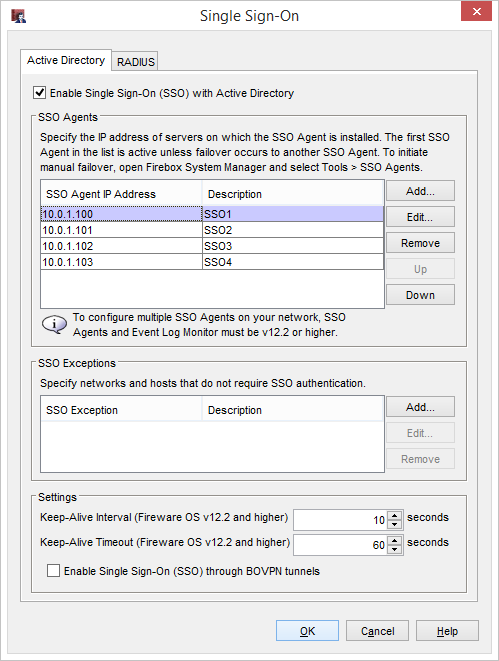 Single Sign-On
Active Directory
RADIUS
Enable Single Sign-On (SSO) with Active Directory
SSO Agents
Specify the IP address of servers on which the SSO Agent is installed. The first SSO
Agent in the list is active unless failover occurs to another SSO Agent. To initiate
manual failover, open Firebox System Manager and select Tools > SSO Agents.
SSO Agent IP Address Description
10.0.1.100 SSO1
10.0.1.101 SSO2
10.0.1.102 SSO3
10.0.1.103 SSO4
Add...
Edit...
Remove
Up
Down
To configure multiple SSO Agents on your network, SSO
Agents and Event Log Monitor must be v12.2 or higher.
SSO Exceptions
Specify networks and hosts that do not require SSO authentication.
SSO Exception Description
Add...
Edit...
Remove
Settings
Keep-Alive Interval (Fireware OS v12.2 and higher) 10 seconds
Keep-Alive Timeout (Fireware OS v12.2 and higher) 60 seconds
Enable Single Sign-On (SSO) through BOVPN tunnels
OK Cancel Help